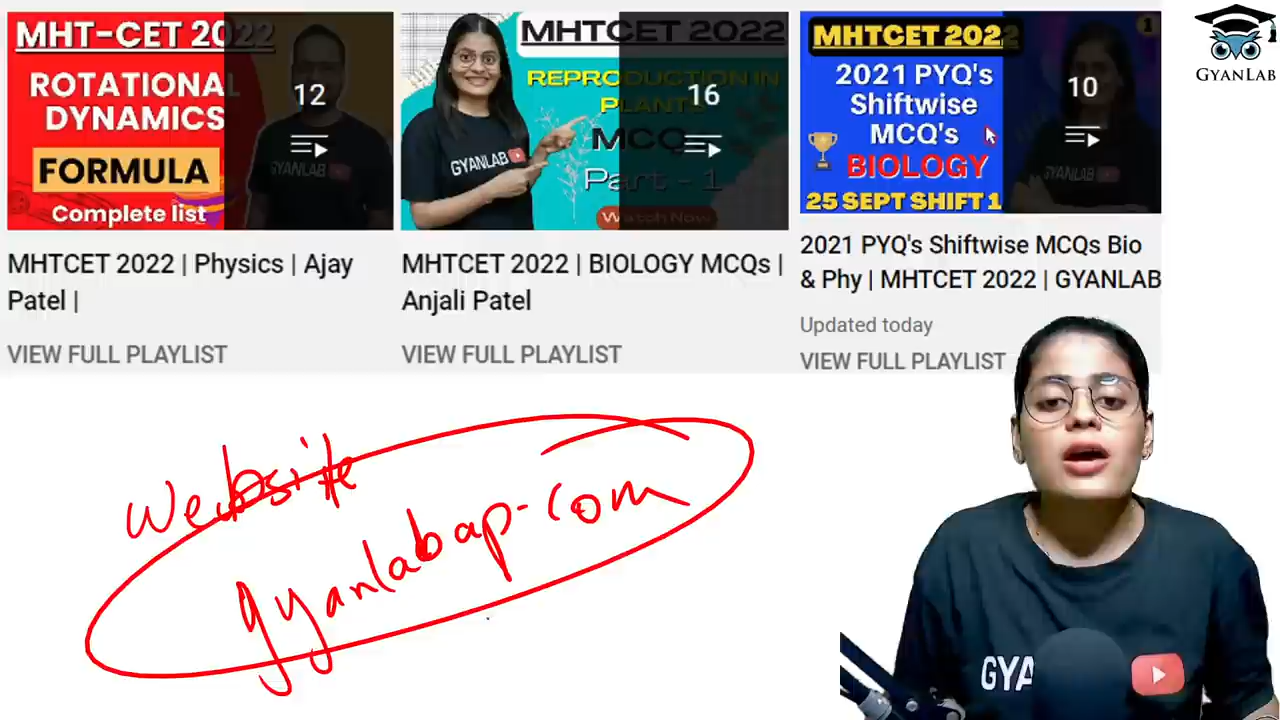 MHT-CET 2022
ROTATIONAL
DYNAMICS
FORMULA
Complete list
GYANLAB
12
MHTCET 2022 | Physics | Ajay
Patel |
VIEW FULL PLAYLIST
MHTCET 2022
REPRODUCTION IN
PLANTS
MCQ
Part - 1
Watch Now
GYANLAB
16
MHTCET 2022 | BIOLOGY MCQs |
Anjali Patel
VIEW FULL PLAYLIST
MHTCET 2022
1
2021 PYQ's
Shiftwise
MCQ's
BIOLOGY
25 SEPT SHIFT 1
10
2021 PYQ's Shiftwise MCQs Bio
& Phy | MHTCET 2022 | GYANLAB
Updated today
VIEW FULL PLAYLIST
GYANLAB
website
gyanlabap.com
GYA